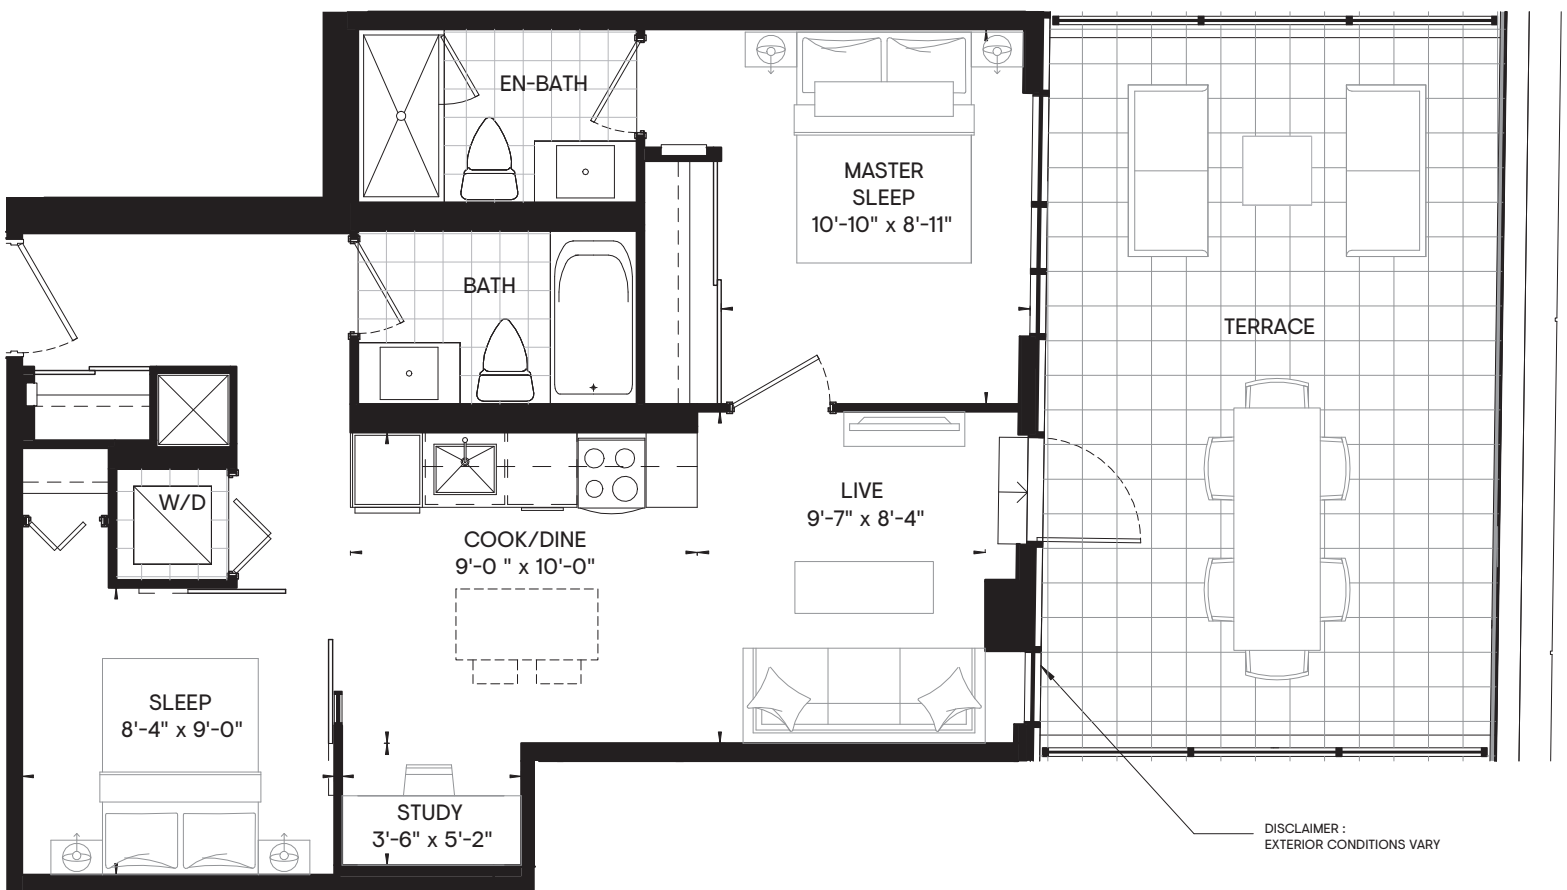 EN-BATH
MASTER
SLEEP
10'-10" x 8'-11"
BATH
TERRACE
W/D
LIVE
9'-7" x 8'-4"
COOK/DINE
9'-0 " x 10'-0"
SLEEP
8'-4" x 9'-0"
STUDY
3'-6" x 5'-2"
DISCLAIMER :
EXTERIOR CONDITIONS VARY